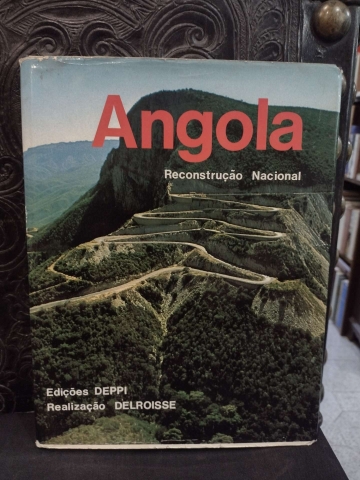 Angola
Reconstrução Nacional
Edições DEPPI
Realização DELROISSE